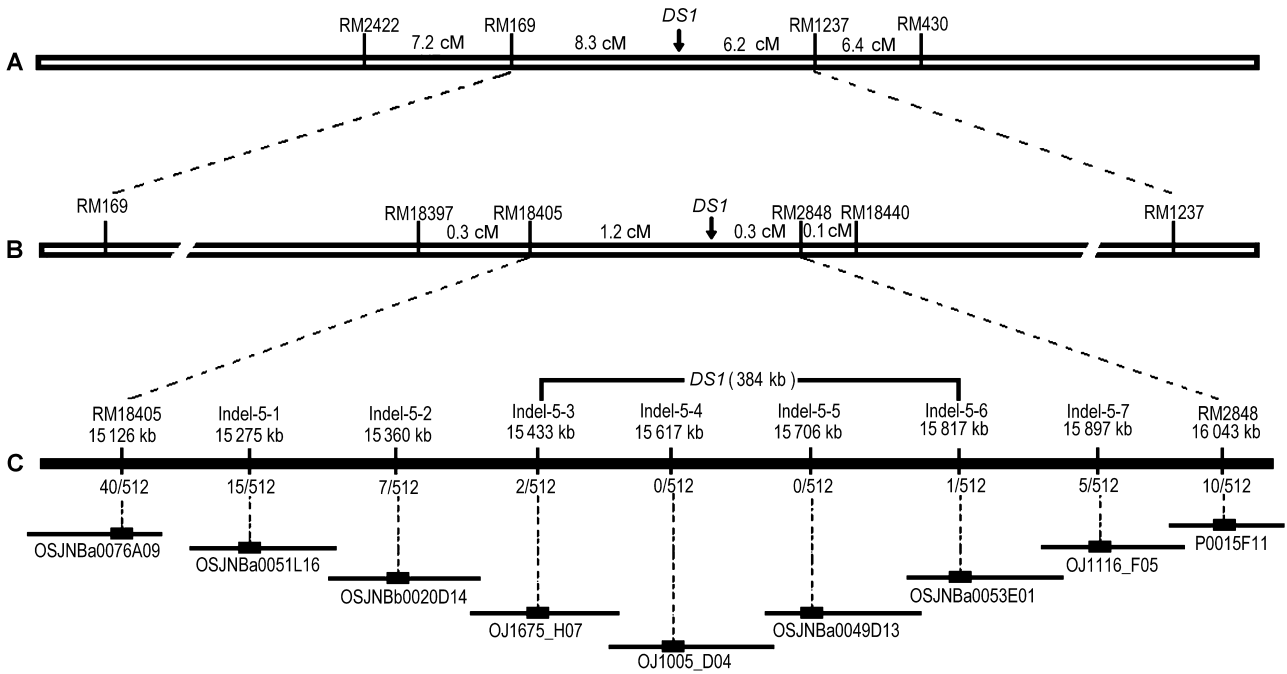 DS1
RM2422 RM169 RM1237 RM430
7.2 cM 8.3 cM 6.2 cM 6.4 cM
A
DS1
RM169 RM18397 RM18405 RM2848 RM18440 RM1237
0.3 cM 1.2 cM 0.3 cM 0.1 cM
B
DS1 (384 kb)
RM18405 Indel-5-1 Indel-5-2 Indel-5-3 Indel-5-4 Indel-5-5 Indel-5-6 Indel-5-7 RM2848
15 126 kb 15 275 kb 15 360 kb 15 433 kb 15 617 kb 15 706 kb 15 817 kb 15 897 kb 16 043 kb
C
40/512 15/512 7/512 2/512 0/512 0/512 1/512 5/512 10/512
OSJNBa0076A09 P0015F11
OSJNBa0051L16 OJ1116_F05
OSJNBb0020D14 OSJNBa0053E01
OJ1675_H07 OSJNBa0049D13
OJ1005_D04